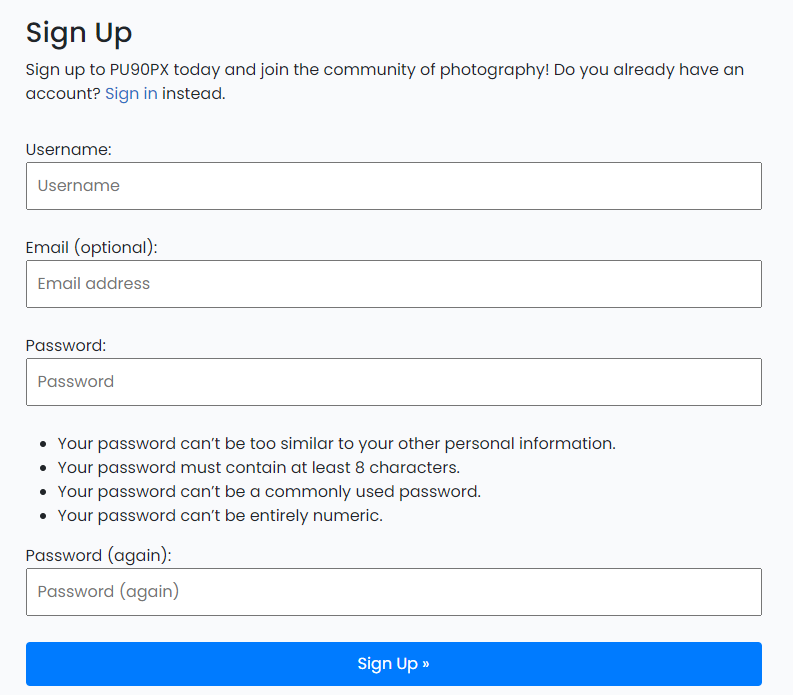 Sign Up
Sign up to PU90PX today and join the community of photography! Do you already have an
account? Sign in instead.
Username:
Username
Email (optional):
Email address
Password:
Password
• Your password can’t be too similar to your other personal information.
• Your password must contain at least 8 characters.
• Your password can’t be a commonly used password.
• Your password can’t be entirely numeric.
Password (again):
Password (again)
Sign Up »